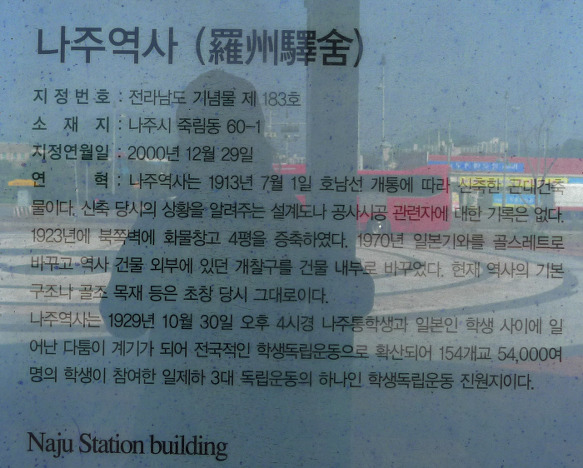 나주역사 (羅州驛舍)
지정번호 : 전라남도 기념물 제 183호
소 재 지 : 나주시 죽림동 60-1
지정연월일 : 2000년 12월 29일
연 혁 : 나주역사는 1913년 7월 1일 호남선 개통에 따라 신축한 근대건축
물이다. 신축 당시의 상황을 알려주는 설계도나 공사시공 관련자에 대한 기록은 없다.
1923년에 북쪽벽에 화물창고 4평을 증축하였다. 1970년 일본기와를 골스레트로
바꾸고 역사 건물 외부에 있던 개찰구를 건물 내부로 바꾸었다. 현재 역사의 기본
구조나 골조 목재 등은 초창 당시 그대로이다.
나주역사는 1929년 10월 30일 오후 4시경 나주통학생과 일본인 학생 사이에 일
어난 다툼이 계기가 되어 전국적인 학생독립운동으로 확산되어 154개교 54,000여
명의 학생이 참여한 일제하 3대 독립운동의 하나인 학생독립운동 진원지이다.
Naju Station building